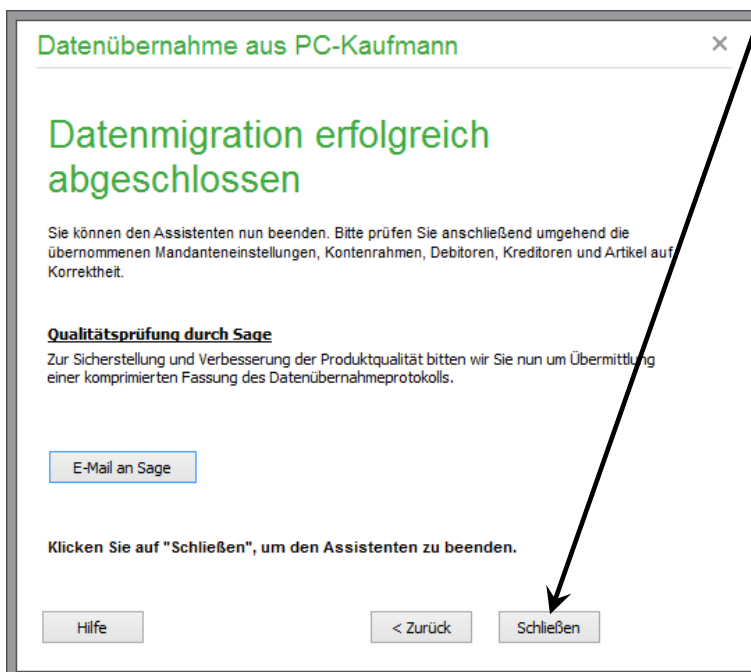 Datenübernahme aus PC-Kaufmann
Datenmigration erfolgreich
abgeschlossen
Sie können den Assistenten nun beenden. Bitte prüfen Sie anschließend umgehend die
übernommenen Mandanteneinstellungen, Kontenrahmen, Debitoren, Kreditoren und Artikel auf
Korrektheit.
Qualitätsprüfung durch Sage
Zur Sicherstellung und Verbesserung der Produktqualität bitten wir Sie nun um Übermittlung
einer komprimierten Fassung des Datenübernahmeprotokolls.
E-Mail an Sage
Klicken Sie auf "Schließen", um den Assistenten zu beenden.
Hilfe
< Zurück
Schließen